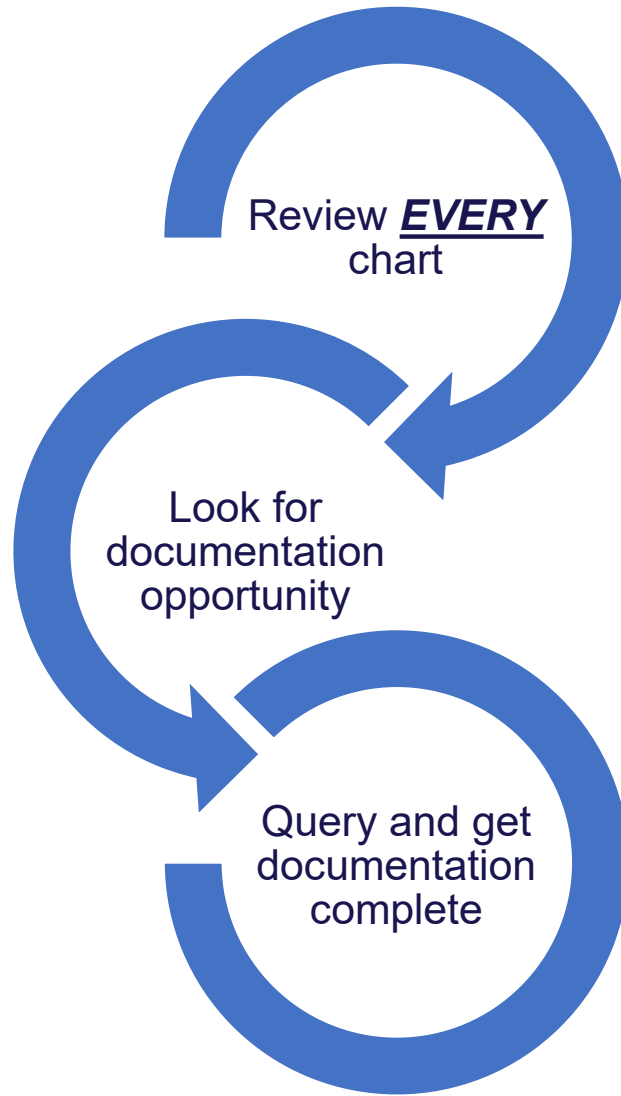 Review EVERY
chart
Look for
documentation
opportunity
Query and get
documentation
complete